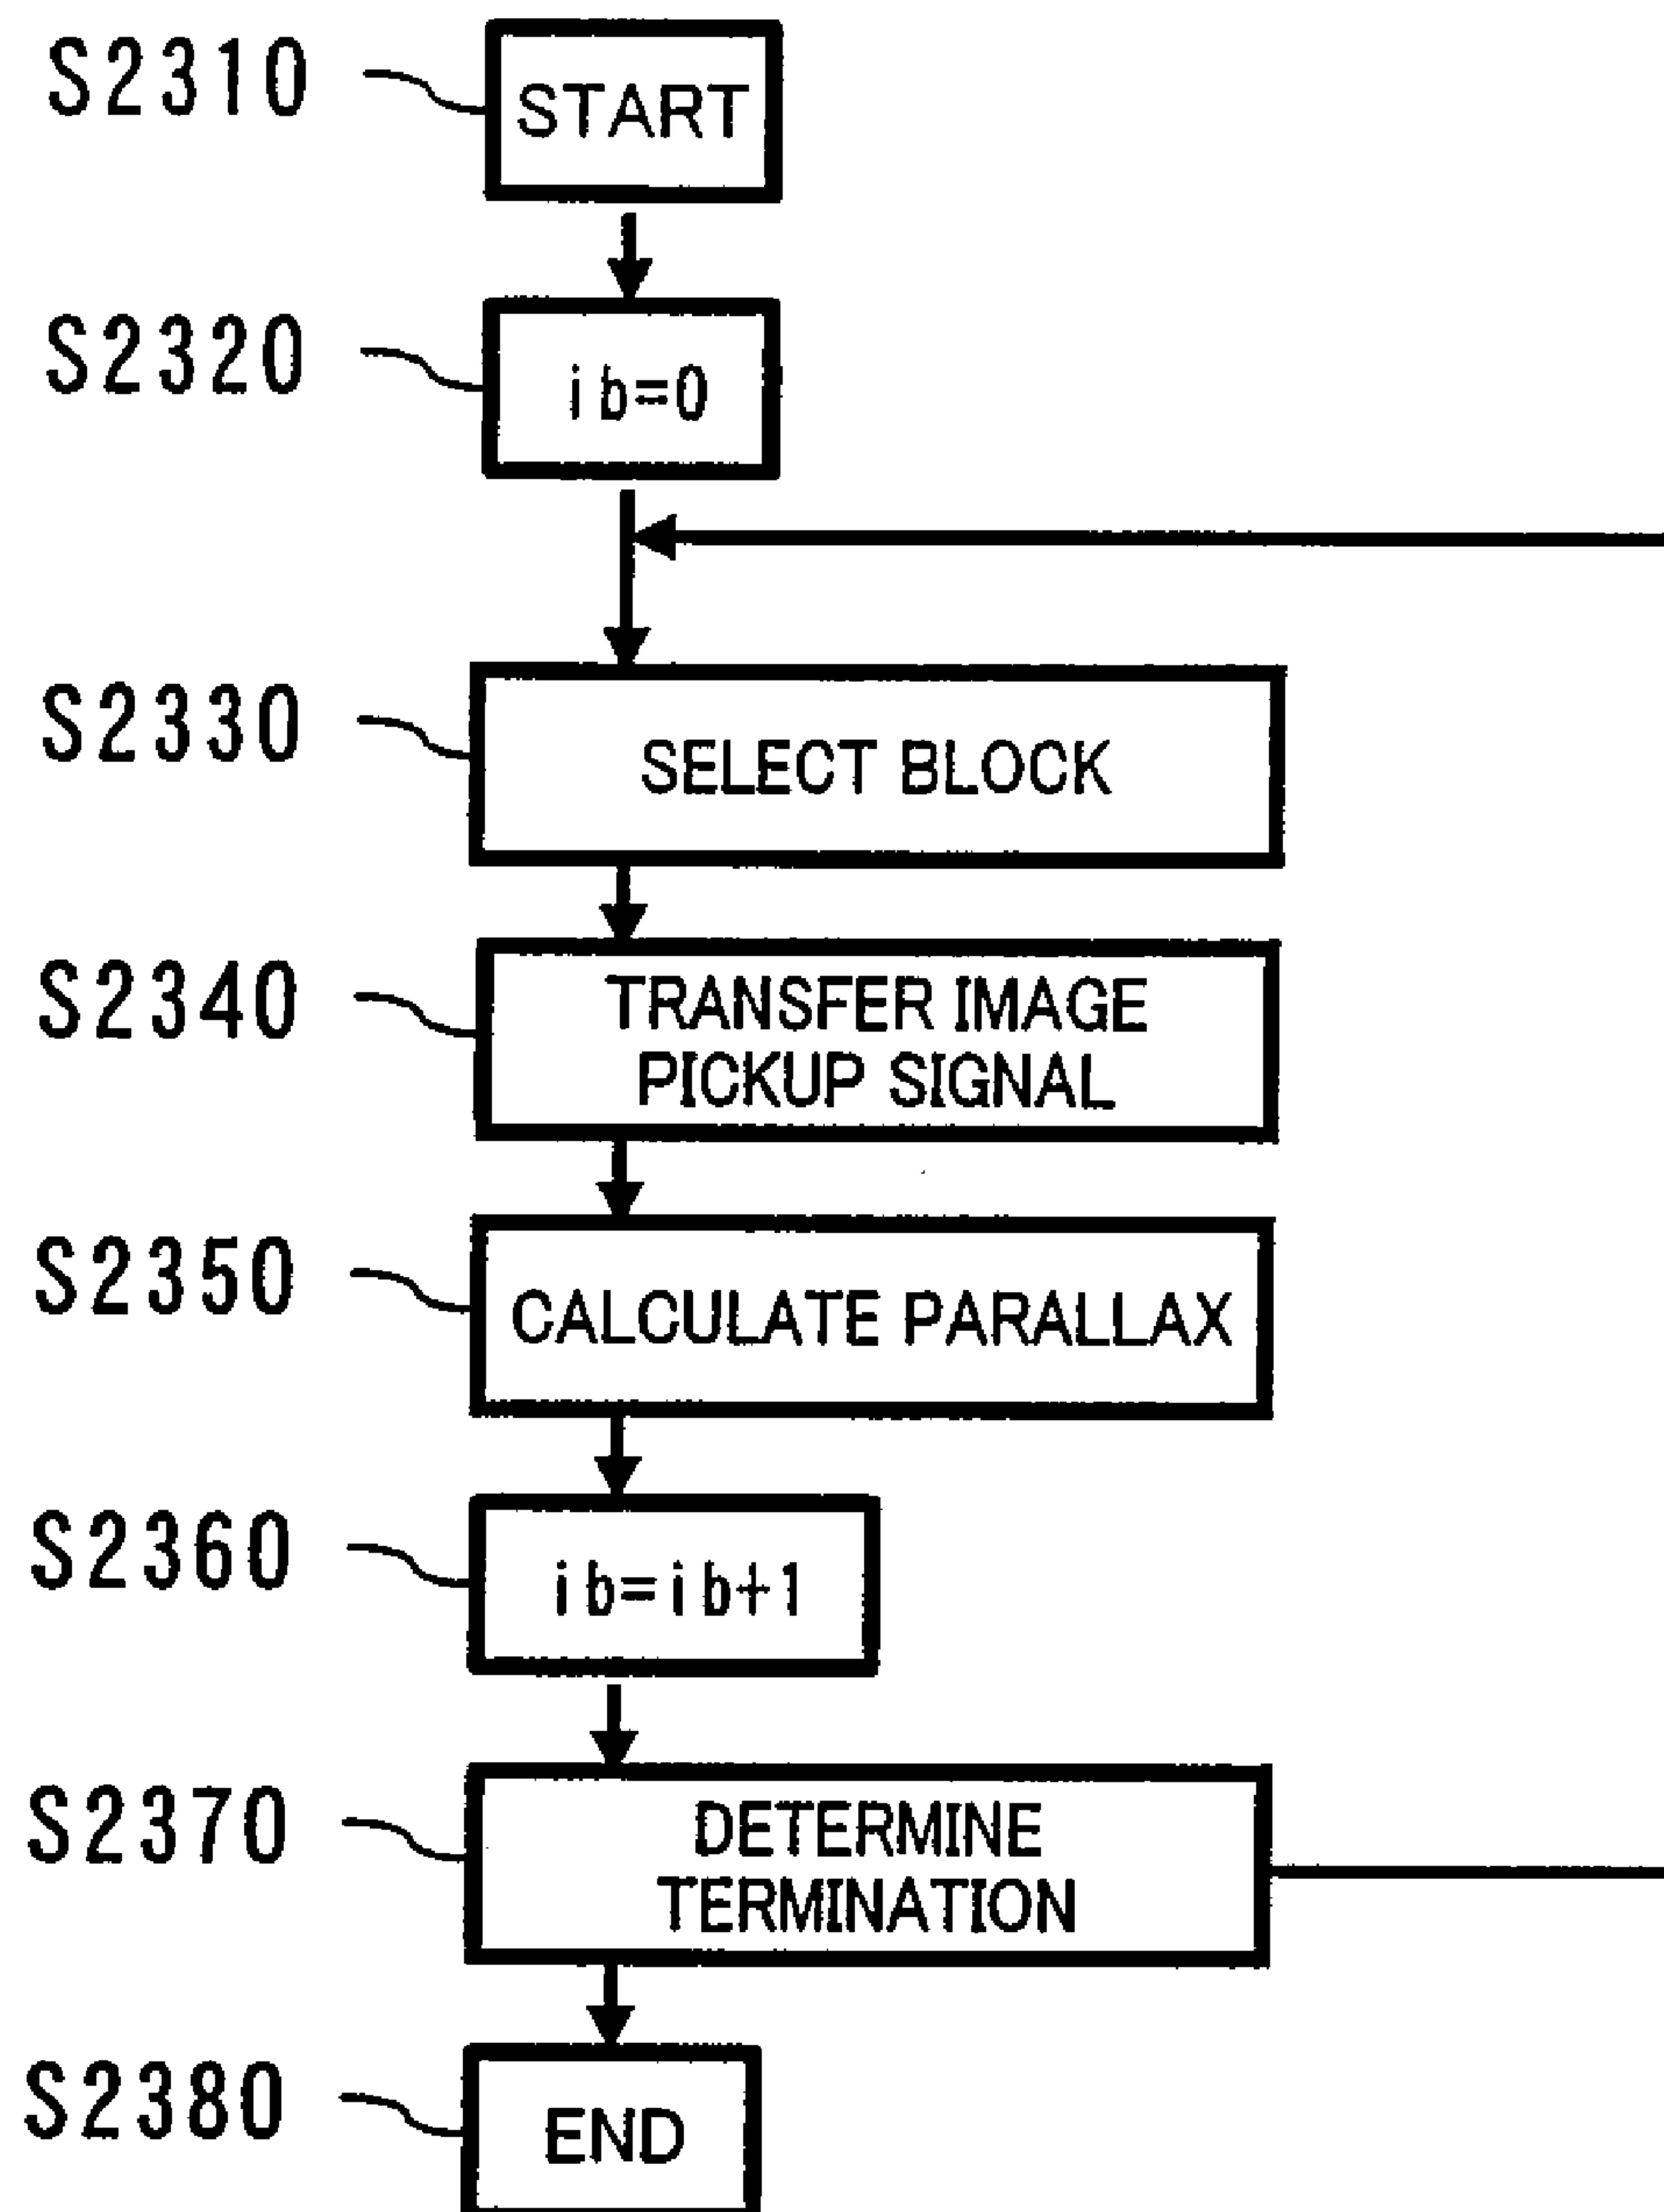 S2310
START
S2320
ib=0
S2330
SELECT BLOCK
S2340
TRANSFER IMAGE
PICKUP SIGNAL
S2350
CALCULATE PARALLAX
S2360
ib=ib+1
S2370
DETERMINE
TERMINATION
S2380
END